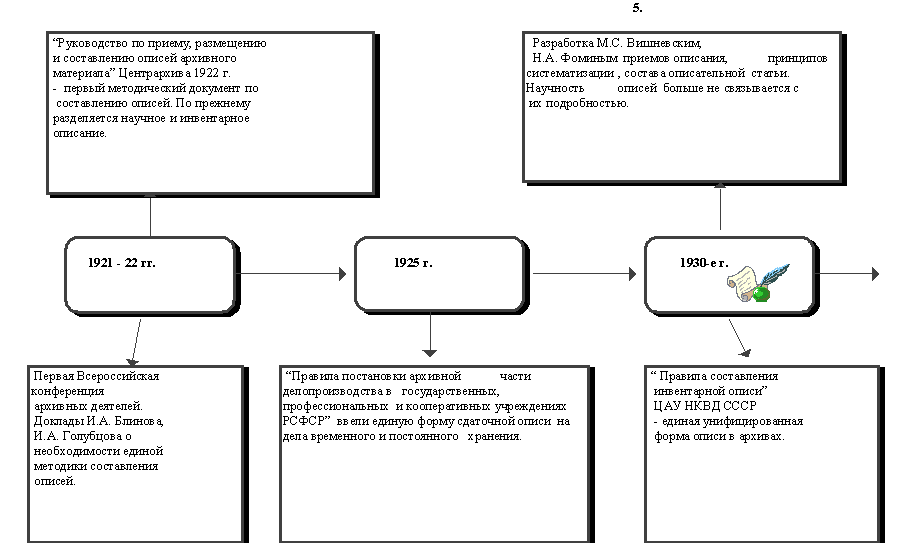 5.
“Руководство по приему, размещению
и составлению описей архивного
материала” Центрархива 1922 г.
- первый методический документ по
составлению описей. По прежнему
разделяется научное и инвентарное
описание.
Разработка М.С. Вишневским,
Н.А. Фоминым приемов описания, принципов
систематизации , состава описательной статьи.
Научность описей больше не связывается с
их подробностью.
1921 - 22 гг.
1925 г.
1930-е г.
Первая Всероссийская
конференция
архивных деятелей.
Доклады И.А. Блинова,
И.А. Голубцова о
необходимости единой
методики составления
описей.
“Правила постановки архивной части
делопроизводства в государственных,
профессиональных и кооперативных учреждениях
РСФСР” ввели единую форму сдаточной описи на
дела временного и постоянного хранения.
“ Правила составления
инвентарной описи”
ЦАУ НКВД СССР
- единая унифицированная
форма описи в архивах.